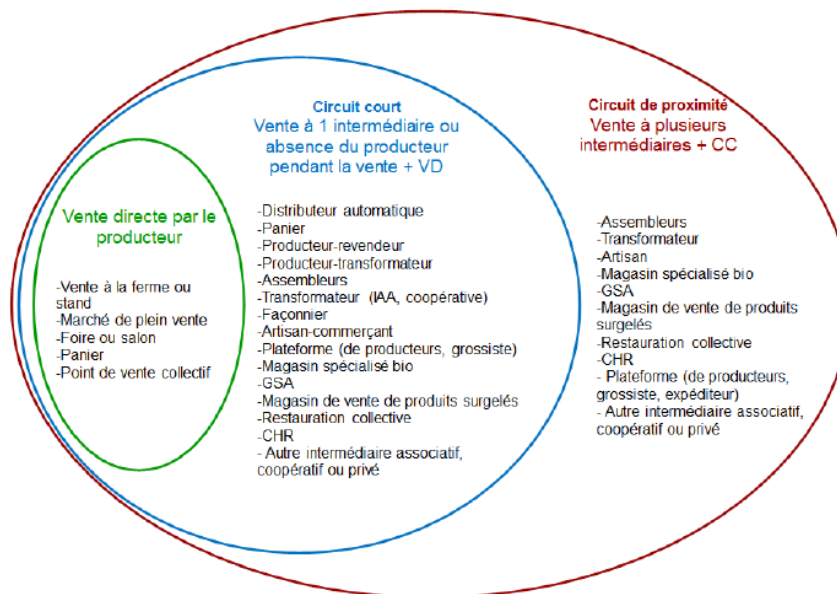 Vente directe par le
producteur
-Vente à la ferme ou
stand
-Marché de plein vente
-Foire ou salon
-Panier
-Point de vente collectif
Circuit court
Vente à 1 intermédiaire ou
absence du producteur
pendant la vente + VD
-Distributeur automatique
-Panier
-Producteur-revendeur
-Producteur-transformateur
-Assembleurs
-Transformateur (IAA, coopérative)
-Façonnier
-Artisan-commerçant
-Plateforme (de producteurs, grossiste)
-Magasin spécialisé bio
-GSA
-Magasin de vente de produits surgelés
-Restauration collective
-CHR
- Autre intermédiaire associatif,
coopératif ou privé
Circuit de proximité
Vente à plusieurs
intermédiaires + CC
-Assembleurs
-Transformateur
-Artisan
-Magasin spécialisé bio
-GSA
-Magasin de vente de produits
surgelés
-Restauration collective
-CHR
- Plateforme (de producteurs,
grossiste, expéditeur)
- Autre intermédiaire associatif,
coopératif ou privé